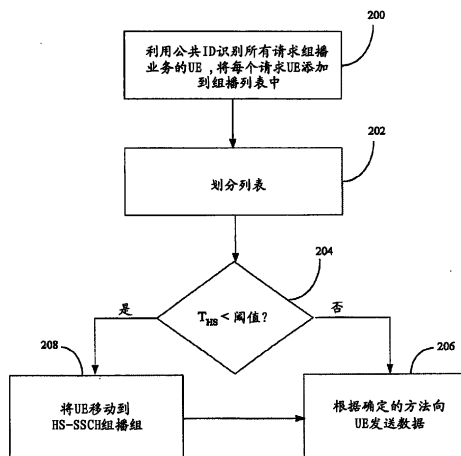 200
利用公共ID识别所有请求组播
业务的UE ,将每个请求UE添加
到组播列表中
202
划分列表
204
THS < 阈值?
是
否
208
206
将UE移动到
HS-SSCH组播组
根据确定的方法向
UE发送数据